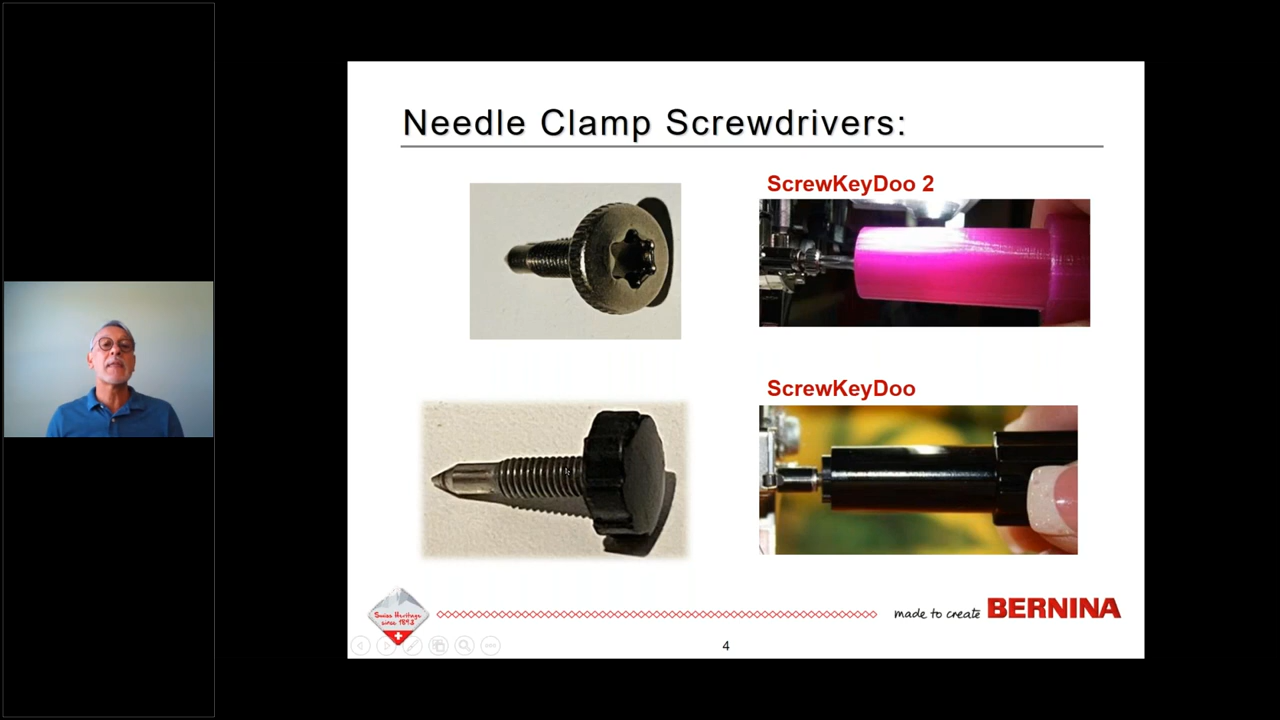 Needle Clamp Screwdrivers:
ScrewKeyDoo 2
ScrewKeyDoo
Swiss Heritage
since 1893
made to create BERNINA
4